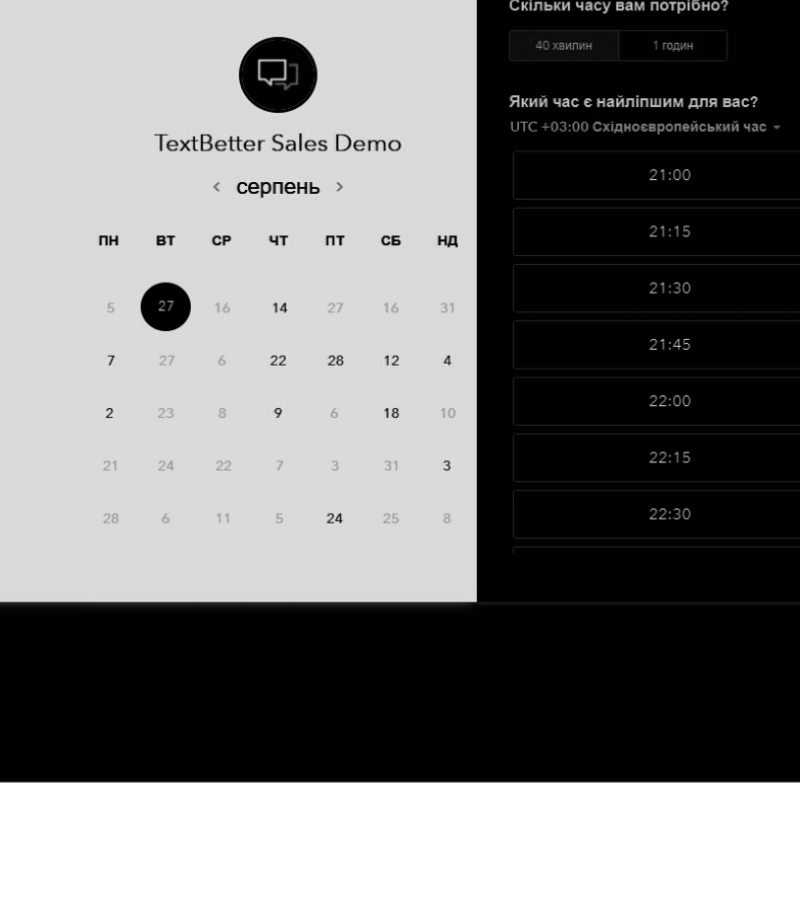 TextBetter Sales Demo
< серпень >
ПН ВТ СР ЧТ ПТ СБ НД
5 27 16 14 27 16 31
7 27 6 22 28 12 4
2 23 8 9 6 18 10
21 24 22 7 3 31 3
28 6 11 5 24 25 8
Скільки часу вам потрібно?
40 хвилин 1 годин
Який час є найліпшим для вас?
UTC +03:00 Східноєвропейський час
21:00
21:15
21:30
21:45
22:00
22:15
22:30